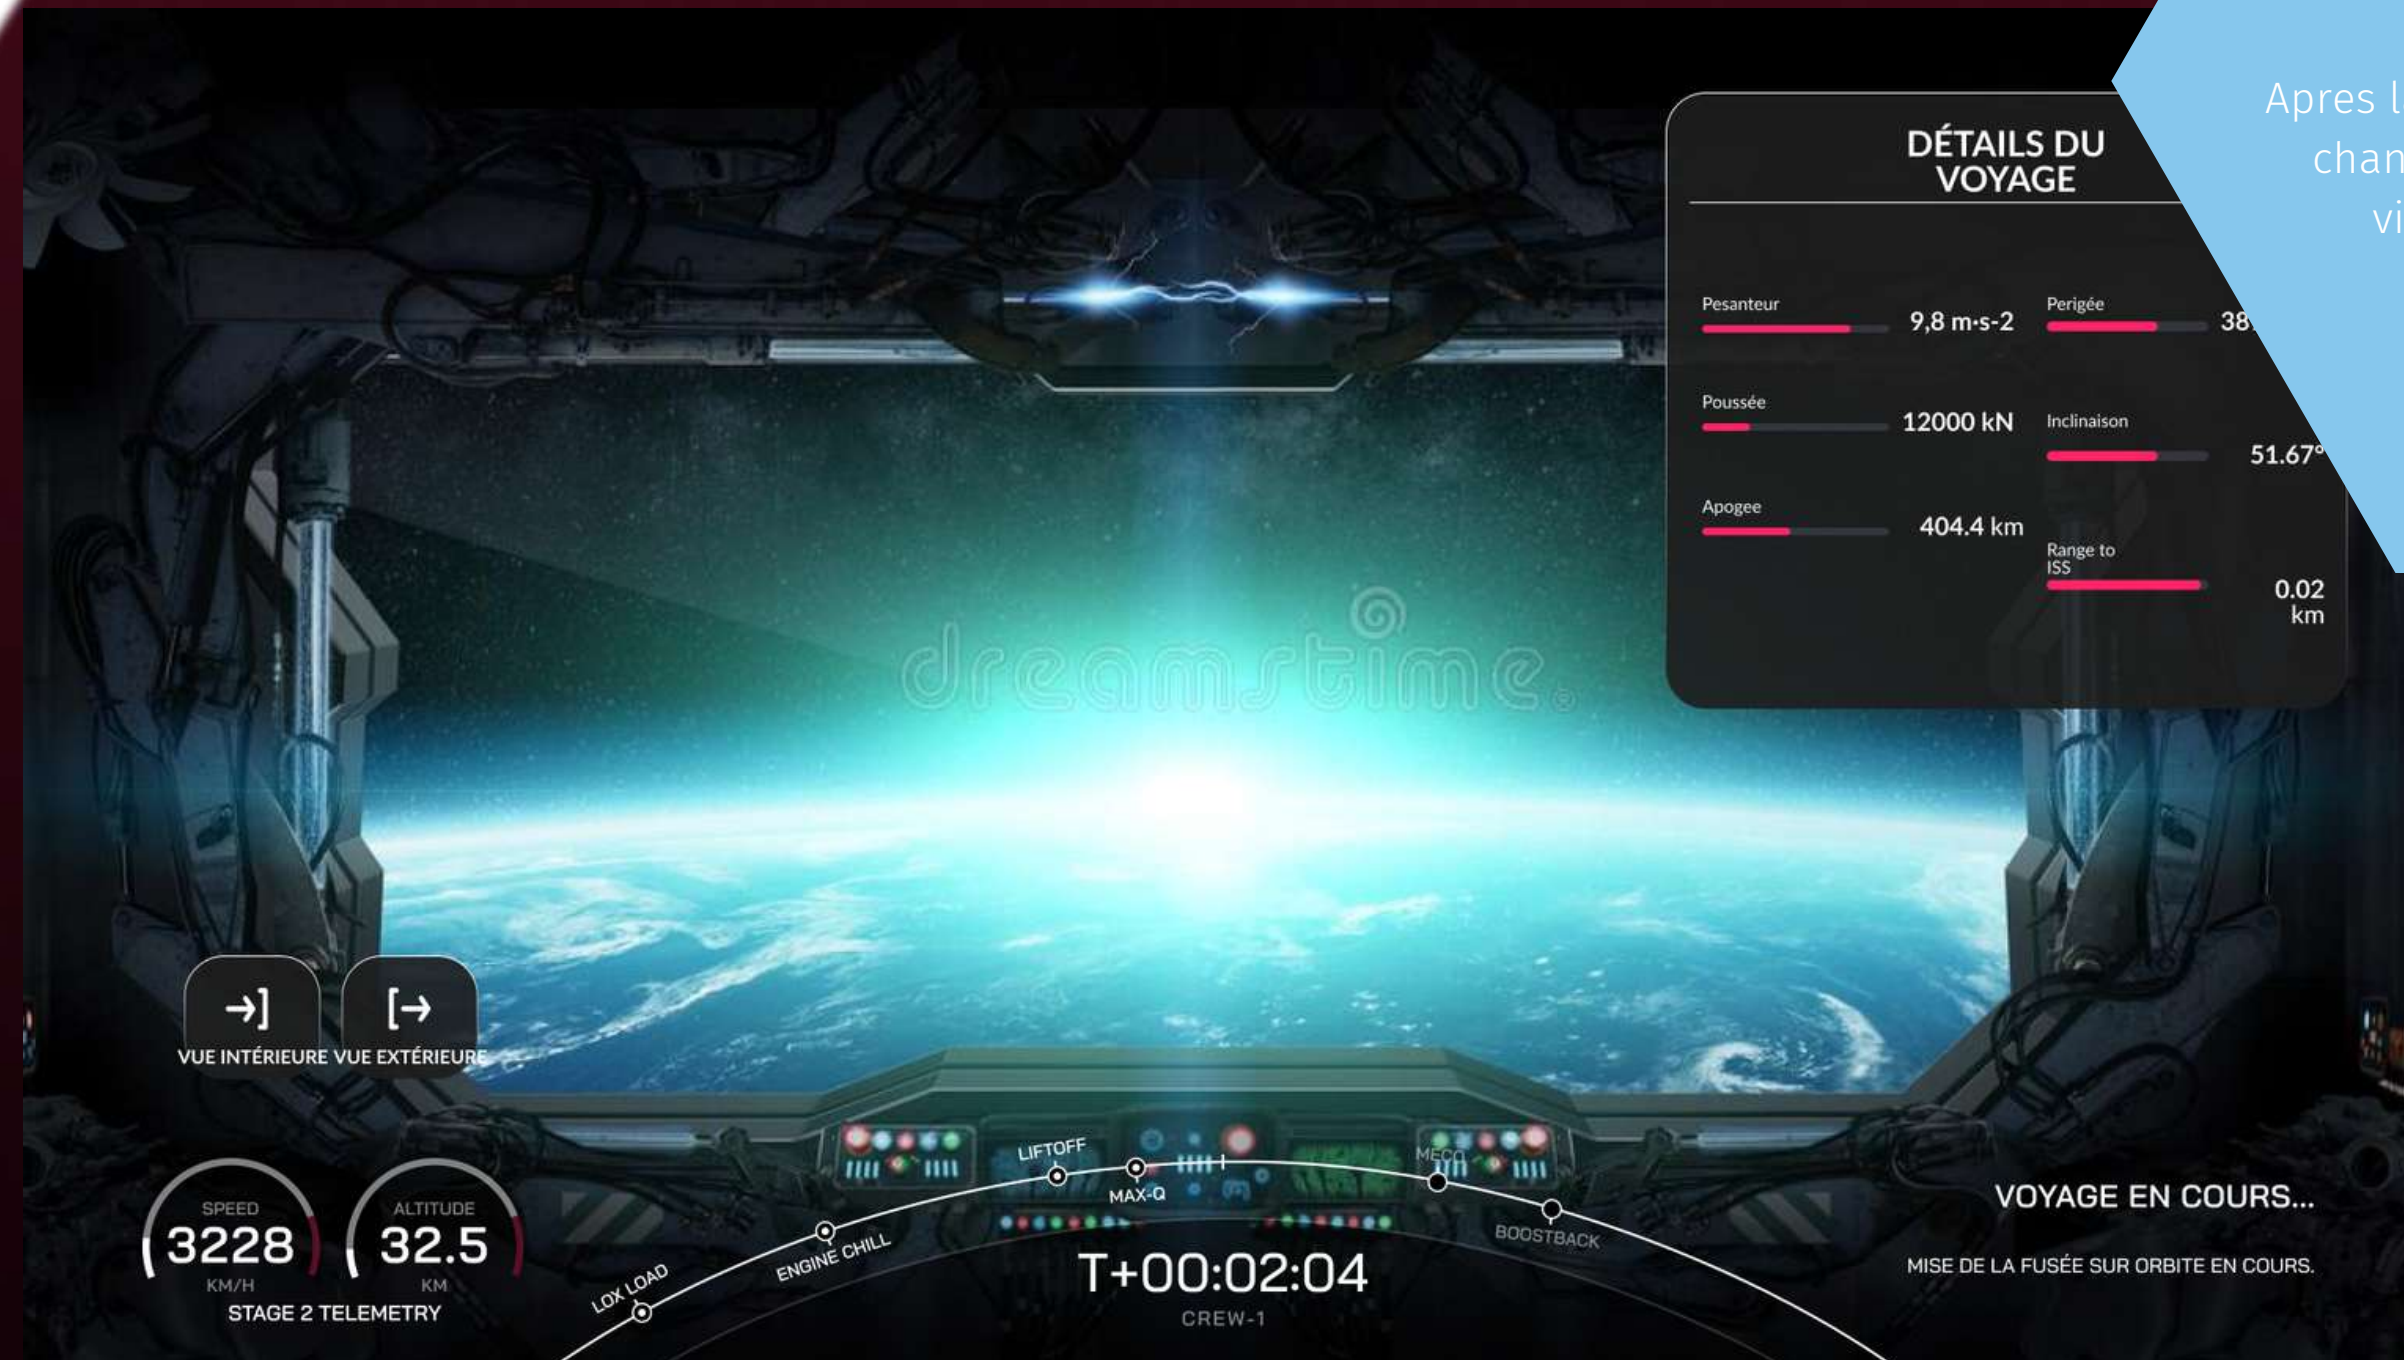 Apres l
chan
vi
DÉTAILS DU
VOYAGE
Pesanteur
9,8 m·s-2
Perigée
38
Poussée
12000 kN
Inclinaison
51.67°
Apogee
404.4 km
Range to
ISS
0.02
km
dreamstime.
VUE INTÉRIEURE VUE EXTÉRIEURE
LIFTOFF
MECO
MAX-Q
ENGINE CHILL
BOOSTBACK
LOX LOAD
SPEED
3228
KM/H
ALTITUDE
32.5
KM
STAGE 2 TELEMETRY
T+00:02:04
CREW-1
VOYAGE EN COURS...
MISE DE LA FUSÉE SUR ORBITE EN COURS.